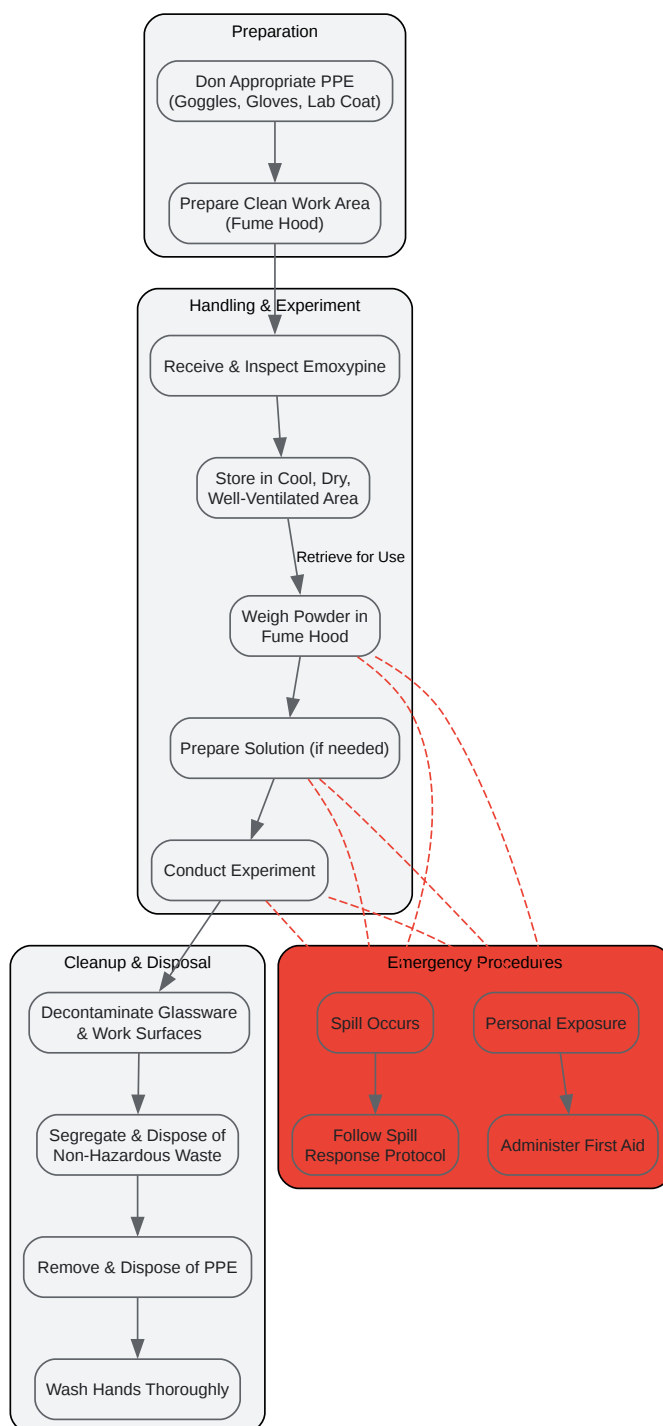 Preparation
Don Appropriate PPE
(Goggles, Gloves, Lab Coat)
Prepare Clean Work Area
(Fume Hood)
Handling & Experiment
Receive & Inspect Emoxypine
Store in Cool, Dry,
Well-Ventilated Area
Retrieve for Use
Weigh Powder in
Fume Hood
Prepare Solution (if needed)
Conduct Experiment
Cleanup & Disposal
Decontaminate Glassware
& Work Surfaces
Segregate & Dispose of
Non-Hazardous Waste
Remove & Dispose of PPE
Wash Hands Thoroughly
Emergency Procedures
Spill Occurs
Personal Exposure
Follow Spill
Response Protocol
Administer First Aid